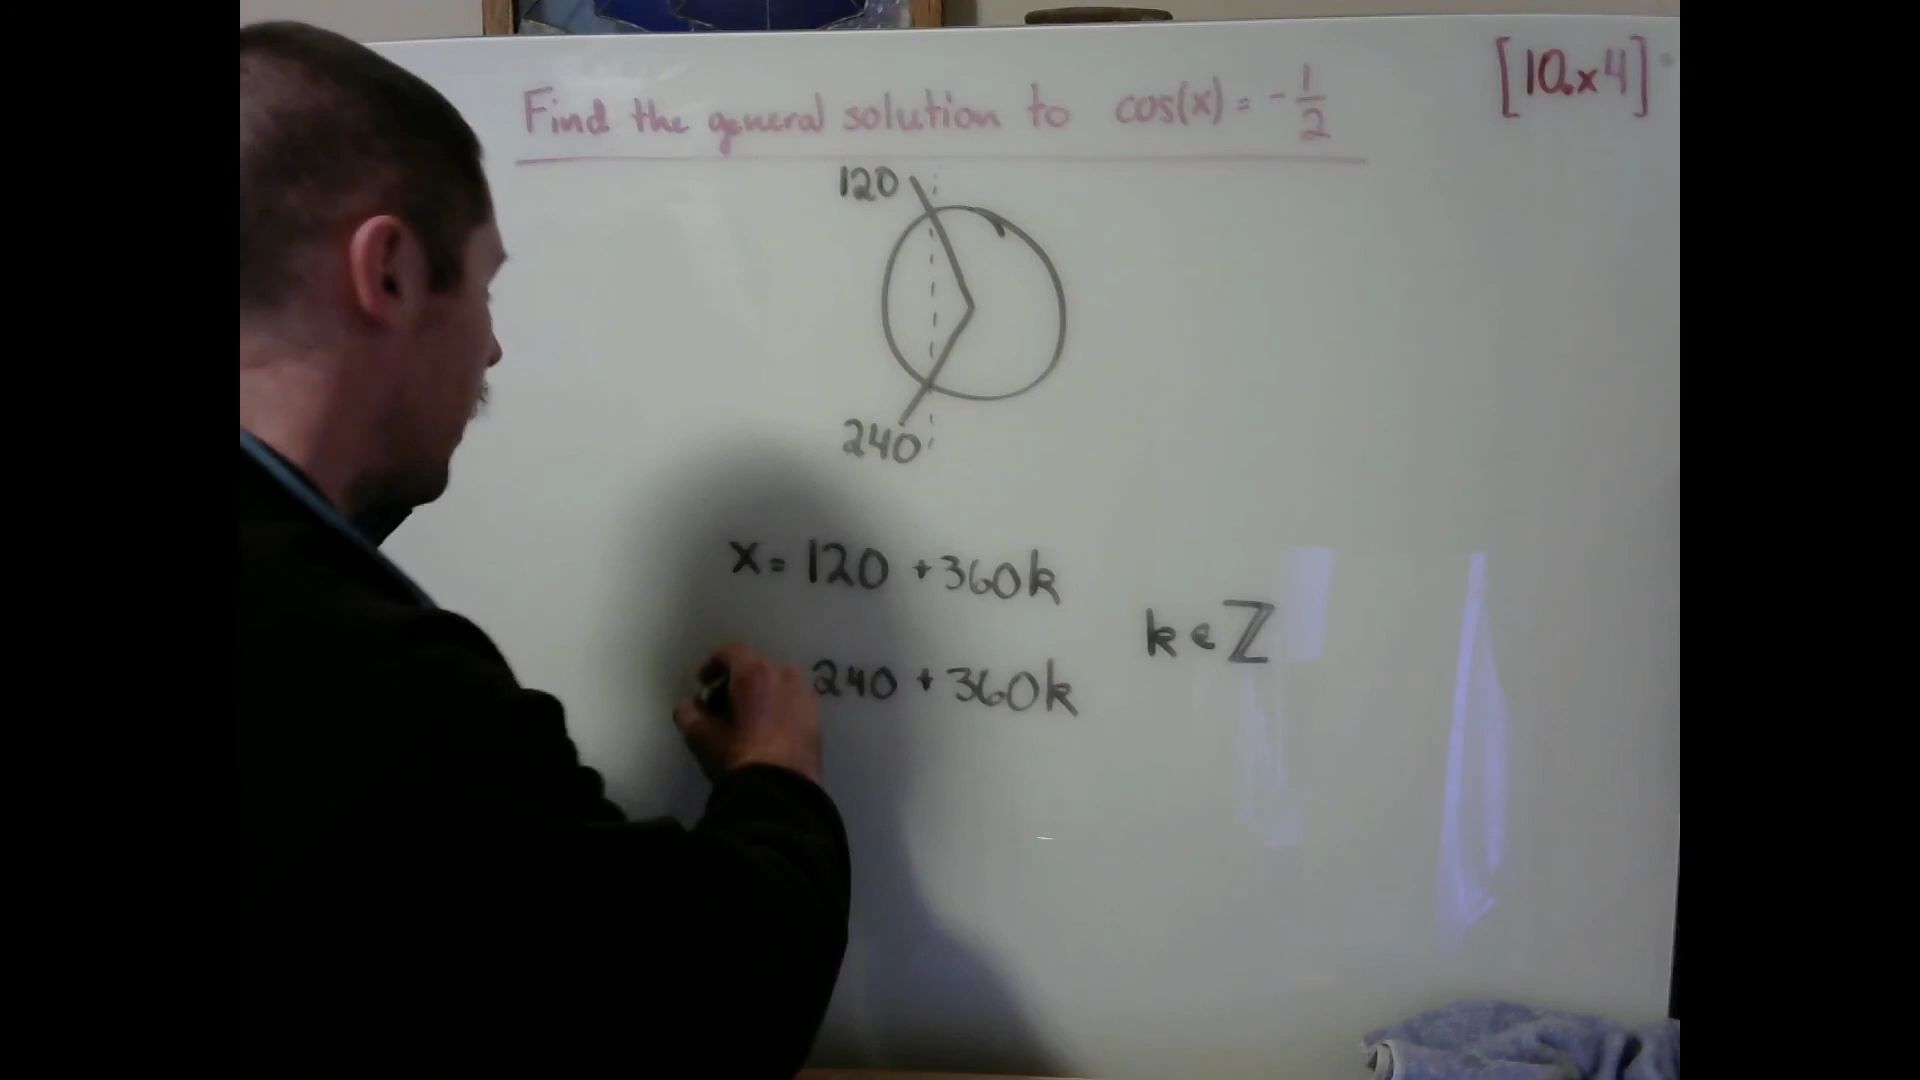 Find the general solution to cos(x) = -1/2
[10.x4]
120
240
x = 120 + 360k
k ∈ ℤ
240 + 360k